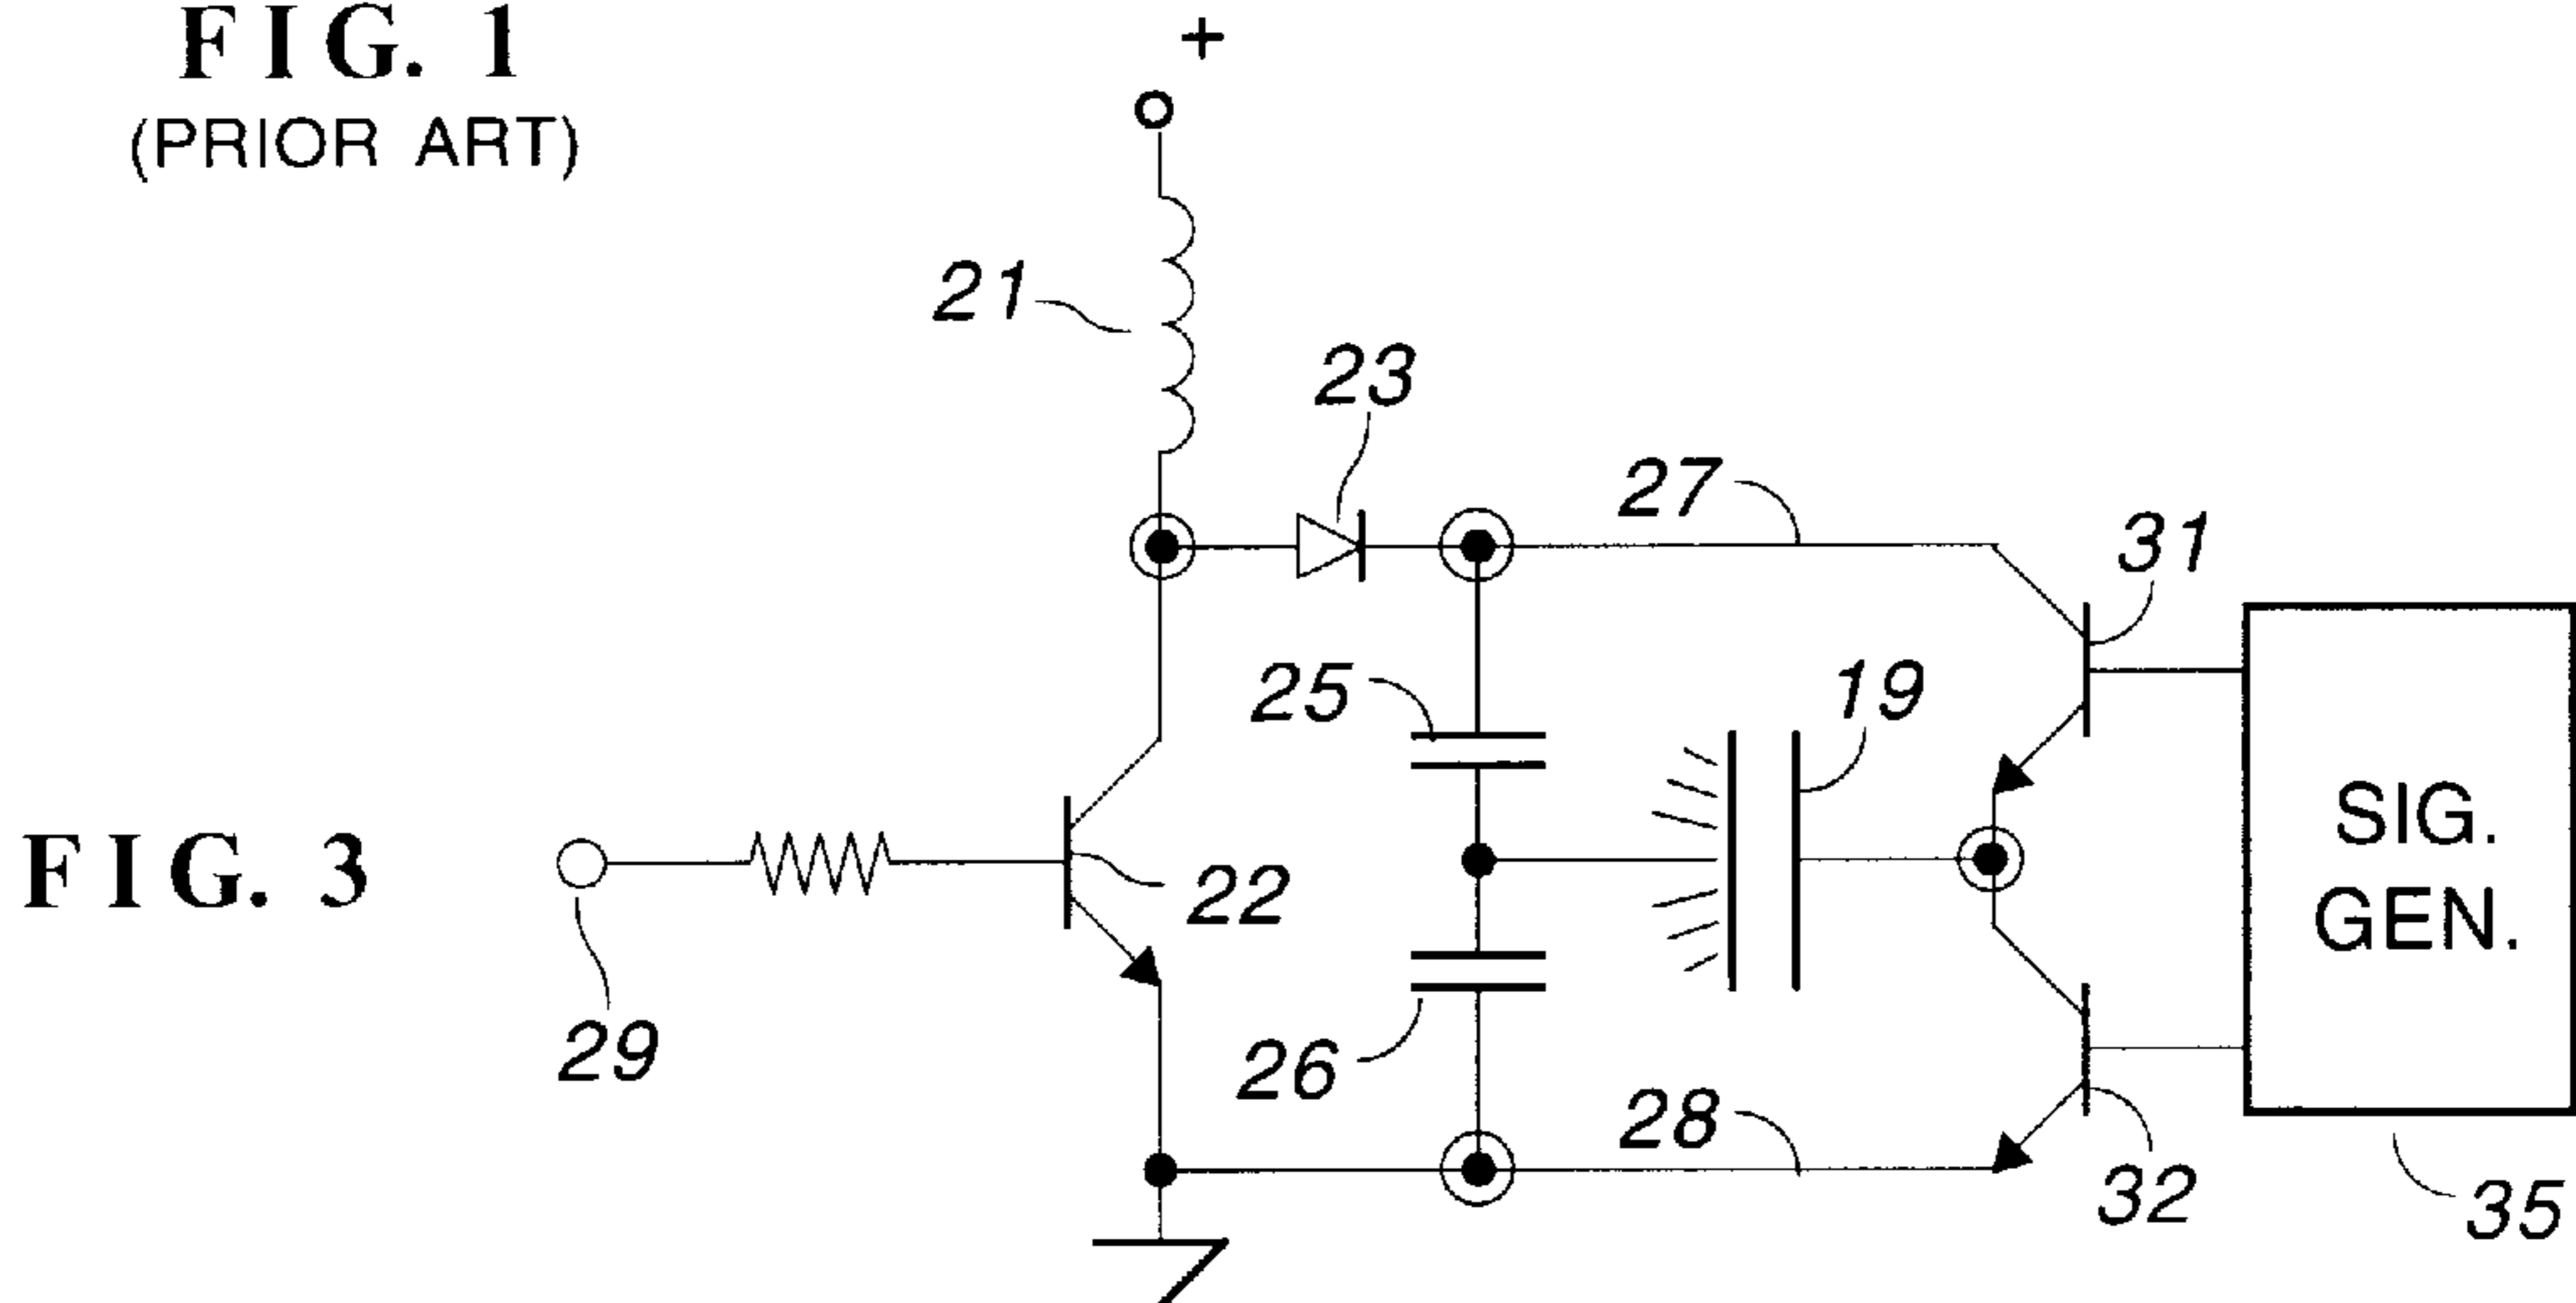 FIG. 1
(PRIOR ART)
+
21
23
27
31
25
19
SIG.
GEN.
FIG. 3
22
29
26
28
32
35